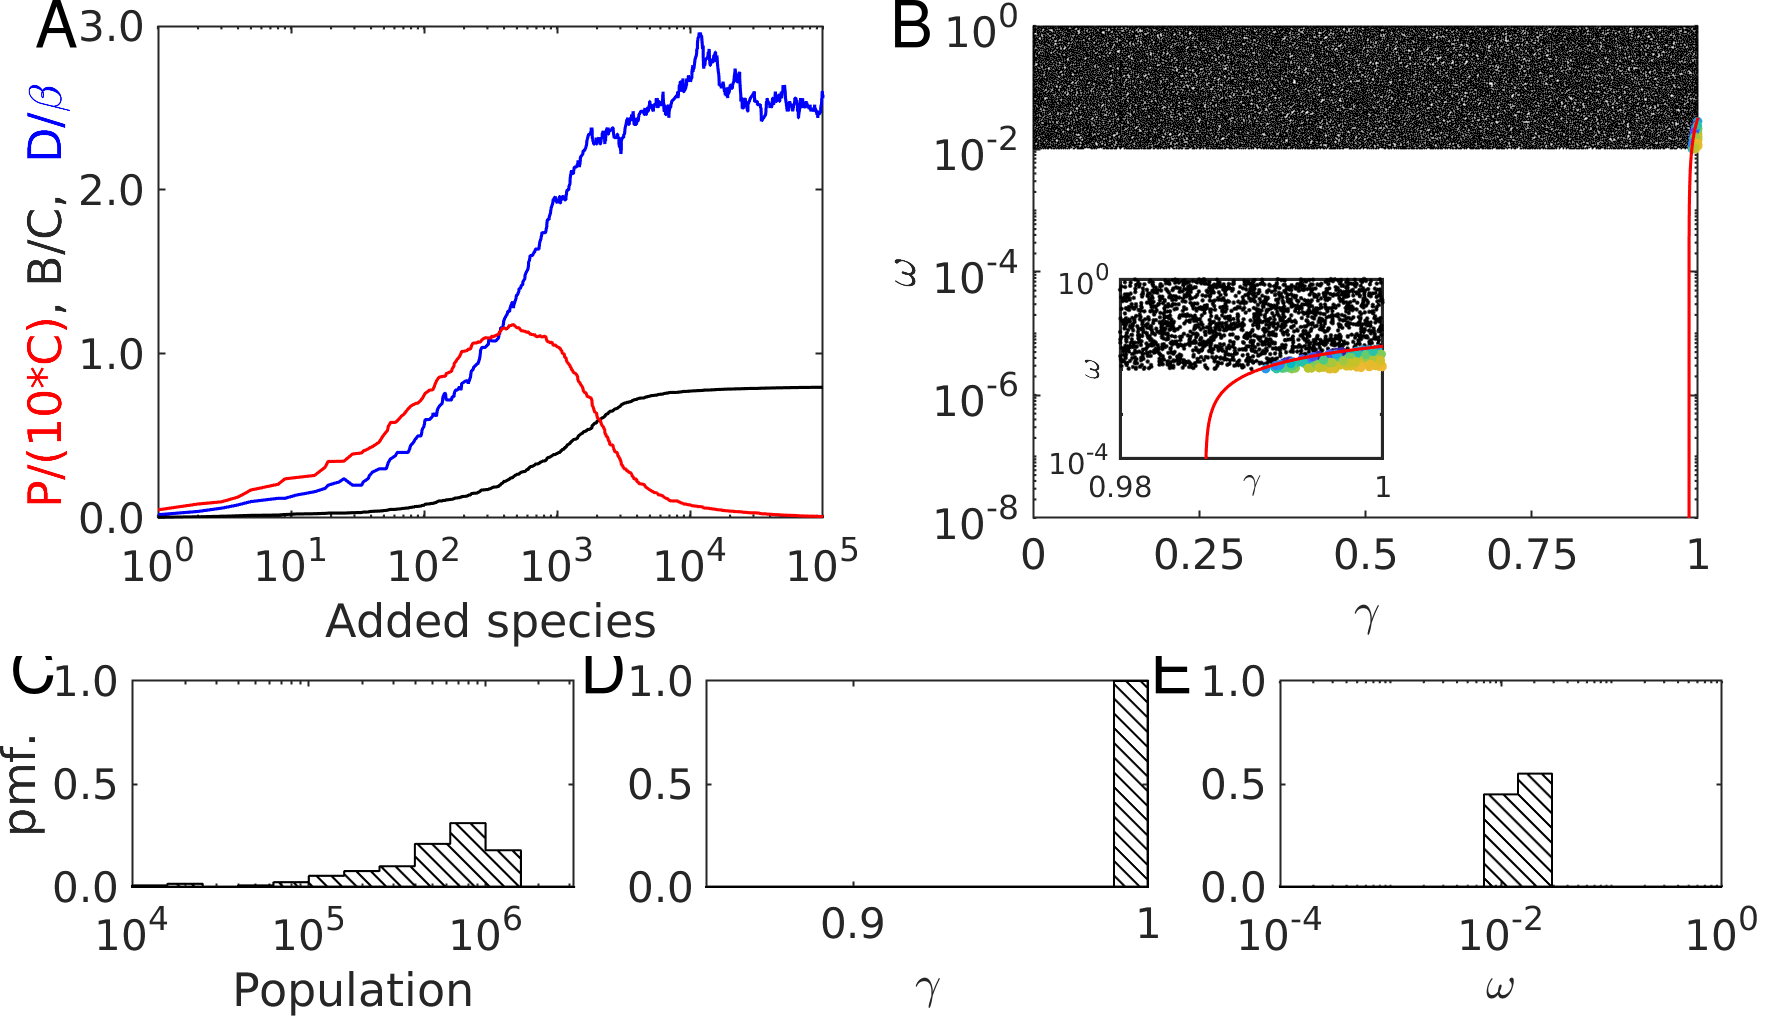 A
P/(10*C), B/C, D/β
3.0
2.0
1.0
0.0
10^0 10^1 10^2 10^3 10^4 10^5
Added species
B
ω
10^0
10^-2
10^-4
10^-6
10^-8
0 0.25 0.5 0.75 1
γ
10^0
ω
10^-4
0.98 γ 1
C
pmf.
1.0
0.5
0.0
10^4 10^5 10^6
Population
D
1.0
0.5
0.0
0.9 1
γ
E
1.0
0.5
0.0
10^-4 10^-2 10^0
ω